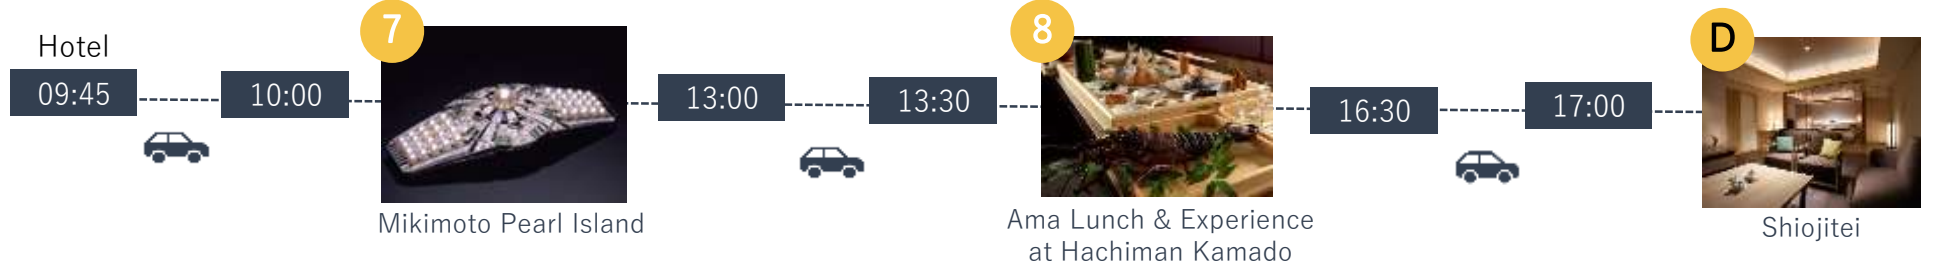 Hotel
09:45
10:00
7
Mikimoto Pearl Island
13:00
13:30
8
Ama Lunch & Experience
at Hachiman Kamado
16:30
17:00
D
Shiojitei